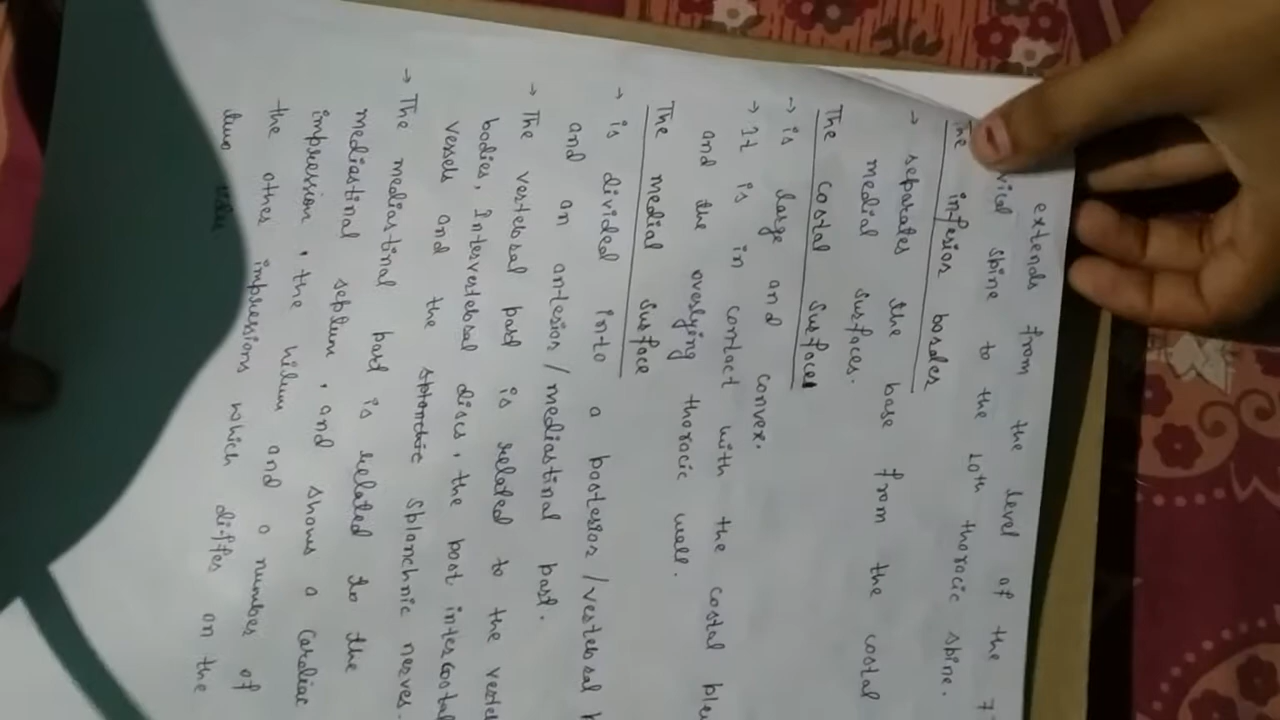 extends from the level of the 7
vical spine to the 10th thoracic spine.
The inferior border
→ separates the base from the costal
medial surfaces.
The costal surfaces
→ is large and convex.
→ It is in contact with the costal pleu
and the overlying thoracic wall.
The medial surface
→ is divided into a posterior/vertebral p
and an anterior/mediastinal part.
→ The vertebral part is related to the verte
bodies, Intervertebral discs, the post intercostal
vessels and the splanchnic nerves.
→ The mediastinal part is related to the
mediastinal septum, and shows a Cardiac
impression, the hilum and a number of
the other impressions which differ on the